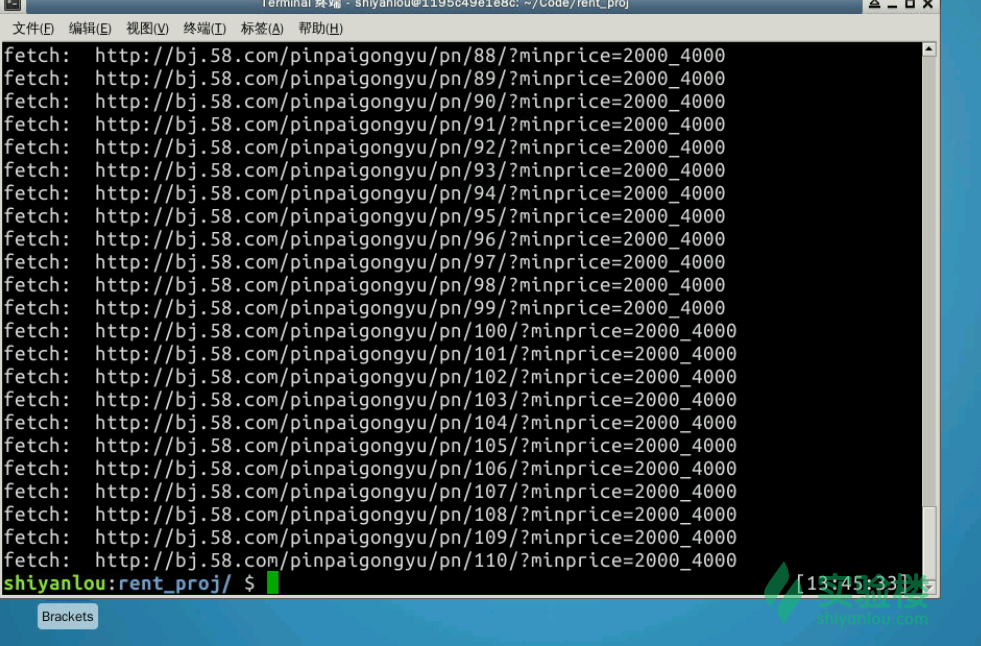 Terminal 终端 - shiyanlou@1195c49e1e8c: ~/Code/rent_proj
文件(F) 编辑(E) 视图(V) 终端(T) 标签(A) 帮助(H)
fetch:  http://bj.58.com/pinpaigongyu/pn/88/?minprice=2000_4000
fetch:  http://bj.58.com/pinpaigongyu/pn/89/?minprice=2000_4000
fetch:  http://bj.58.com/pinpaigongyu/pn/90/?minprice=2000_4000
fetch:  http://bj.58.com/pinpaigongyu/pn/91/?minprice=2000_4000
fetch:  http://bj.58.com/pinpaigongyu/pn/92/?minprice=2000_4000
fetch:  http://bj.58.com/pinpaigongyu/pn/93/?minprice=2000_4000
fetch:  http://bj.58.com/pinpaigongyu/pn/94/?minprice=2000_4000
fetch:  http://bj.58.com/pinpaigongyu/pn/95/?minprice=2000_4000
fetch:  http://bj.58.com/pinpaigongyu/pn/96/?minprice=2000_4000
fetch:  http://bj.58.com/pinpaigongyu/pn/97/?minprice=2000_4000
fetch:  http://bj.58.com/pinpaigongyu/pn/98/?minprice=2000_4000
fetch:  http://bj.58.com/pinpaigongyu/pn/99/?minprice=2000_4000
fetch:  http://bj.58.com/pinpaigongyu/pn/100/?minprice=2000_4000
fetch:  http://bj.58.com/pinpaigongyu/pn/101/?minprice=2000_4000
fetch:  http://bj.58.com/pinpaigongyu/pn/102/?minprice=2000_4000
fetch:  http://bj.58.com/pinpaigongyu/pn/103/?minprice=2000_4000
fetch:  http://bj.58.com/pinpaigongyu/pn/104/?minprice=2000_4000
fetch:  http://bj.58.com/pinpaigongyu/pn/105/?minprice=2000_4000
fetch:  http://bj.58.com/pinpaigongyu/pn/106/?minprice=2000_4000
fetch:  http://bj.58.com/pinpaigongyu/pn/107/?minprice=2000_4000
fetch:  http://bj.58.com/pinpaigongyu/pn/108/?minprice=2000_4000
fetch:  http://bj.58.com/pinpaigongyu/pn/109/?minprice=2000_4000
fetch:  http://bj.58.com/pinpaigongyu/pn/110/?minprice=2000_4000
shiyanlou:rent_proj/ $ [13:45:33]
实验楼
shiyanlou.com
Brackets